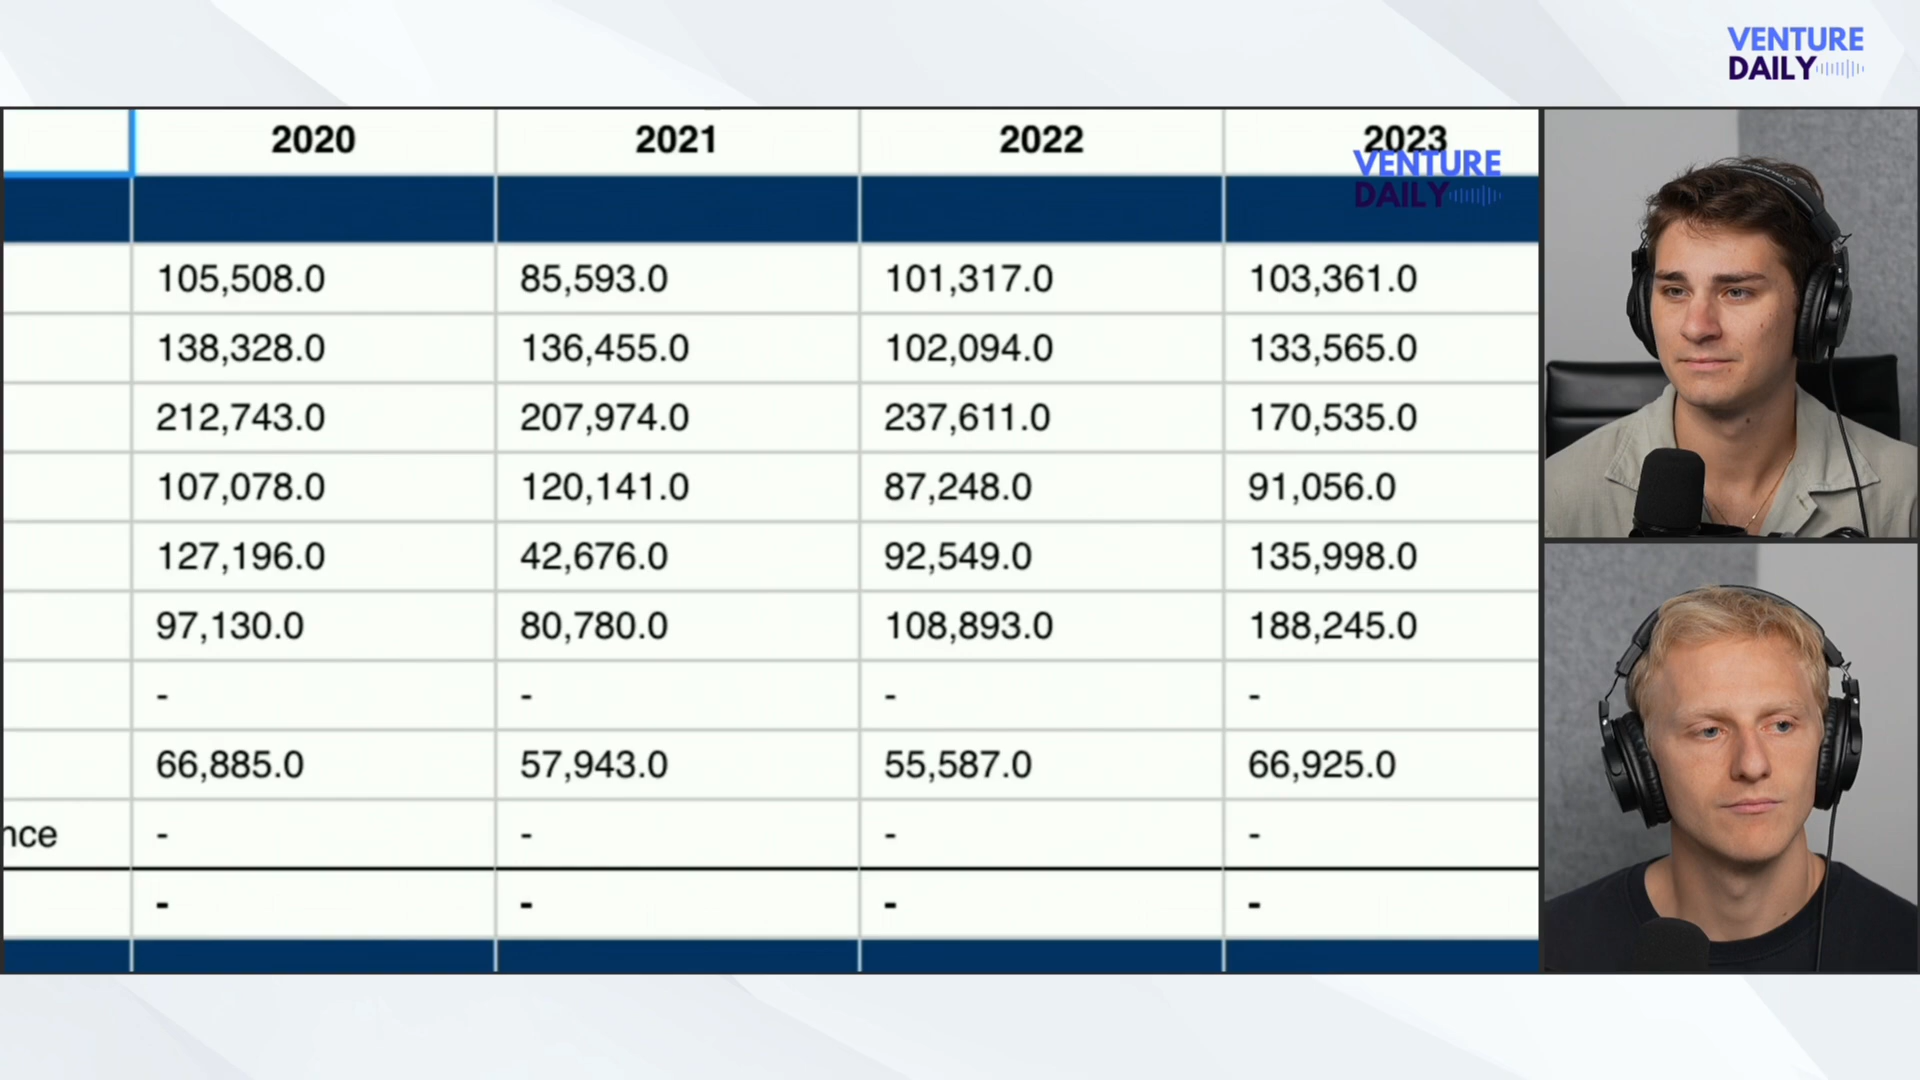 VENTURE
DAILY
2020 2021 2022 2023
VENTURE
DAILY
105,508.0 85,593.0 101,317.0 103,361.0
138,328.0 136,455.0 102,094.0 133,565.0
212,743.0 207,974.0 237,611.0 170,535.0
107,078.0 120,141.0 87,248.0 91,056.0
127,196.0 42,676.0 92,549.0 135,998.0
97,130.0 80,780.0 108,893.0 188,245.0
- - - -
66,885.0 57,943.0 55,587.0 66,925.0
nce - - - -
- - - -